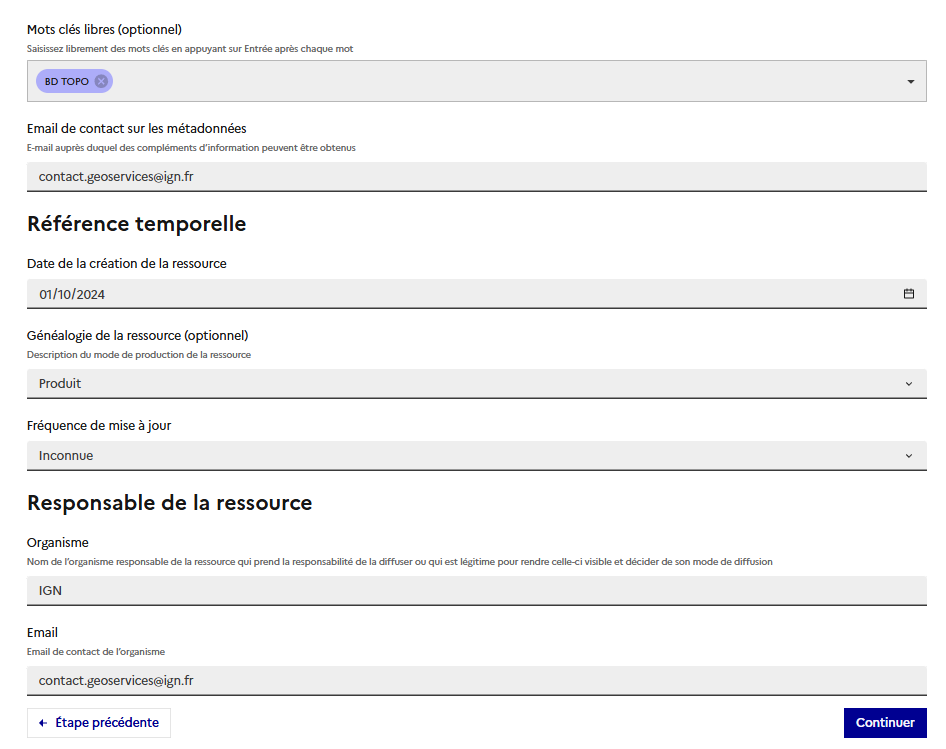 Mots clés libres (optionnel)
Saisissez librement des mots clés en appuyant sur Entrée après chaque mot
BD TOPO
Email de contact sur les métadonnées
E-mail auprès duquel des compléments d'information peuvent être obtenus
contact.geoservices@ign.fr
Référence temporelle
Date de la création de la ressource
01/10/2024
Généalogie de la ressource (optionnel)
Description du mode de production de la ressource
Produit
Fréquence de mise à jour
Inconnue
Responsable de la ressource
Organisme
Nom de l'organisme responsable de la ressource qui prend la responsabilité de la diffuser ou qui est légitime pour rendre celle-ci visible et décider de son mode de diffusion
IGN
Email
Email de contact de l'organisme
contact.geoservices@ign.fr
Étape précédente
Continuer